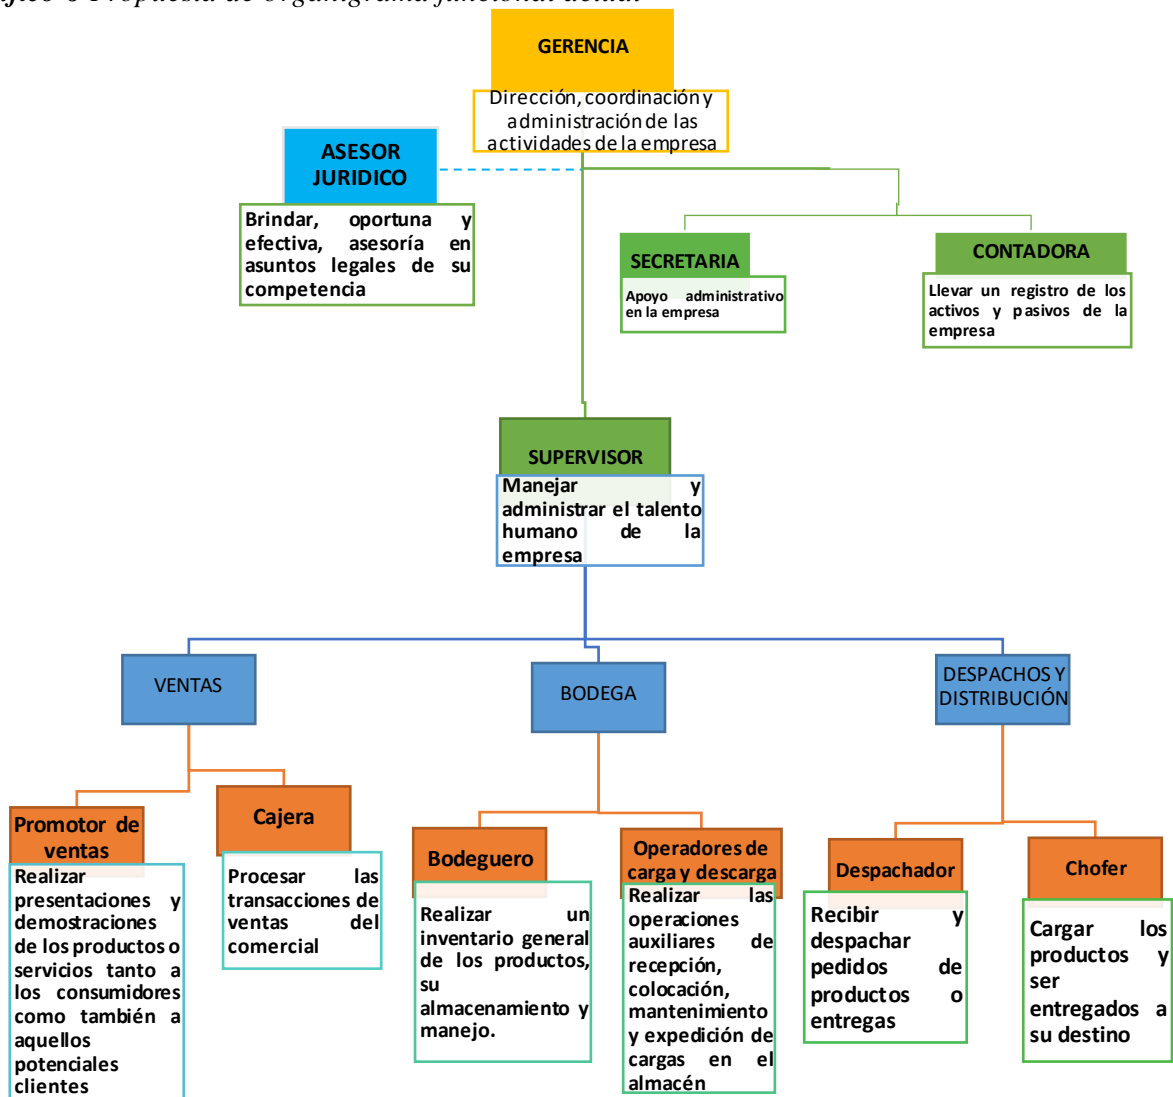 Propuesta de organigrama funcional actual
GERENCIA
Dirección, coordinación y
administración de las
actividades de la empresa
ASESOR
JURIDICO
Brindar, oportuna y
efectiva, asesoría en
asuntos legales de su
competencia
SECRETARIA
Apoyo administrativo
en la empresa
CONTADORA
Llevar un registro de los
activos y pasivos de la
empresa
SUPERVISOR
Manejar y
administrar el talento
humano de la
empresa
VENTAS
BODEGA
DESPACHOS Y
DISTRIBUCIÓN
Promotor de
ventas
Realizar
presentaciones y
demostraciones
de los productos o
servicios tanto a
los consumidores
como también a
aquellos
potenciales
clientes
Cajera
Procesar las
transacciones de
ventas del
comercial
Bodeguero
Realizar un
inventario general
de los productos,
su
almacenamiento y
manejo.
Operadores de
carga y descarga
Realizar las
operaciones
auxiliares de
recepción,
colocación,
mantenimiento
y expedición de
cargas en el
almacén
Despachador
Recibir y
despachar
pedidos de
productos o
entregas
Chofer
Cargar los
productos y
ser
entregados a
su destino